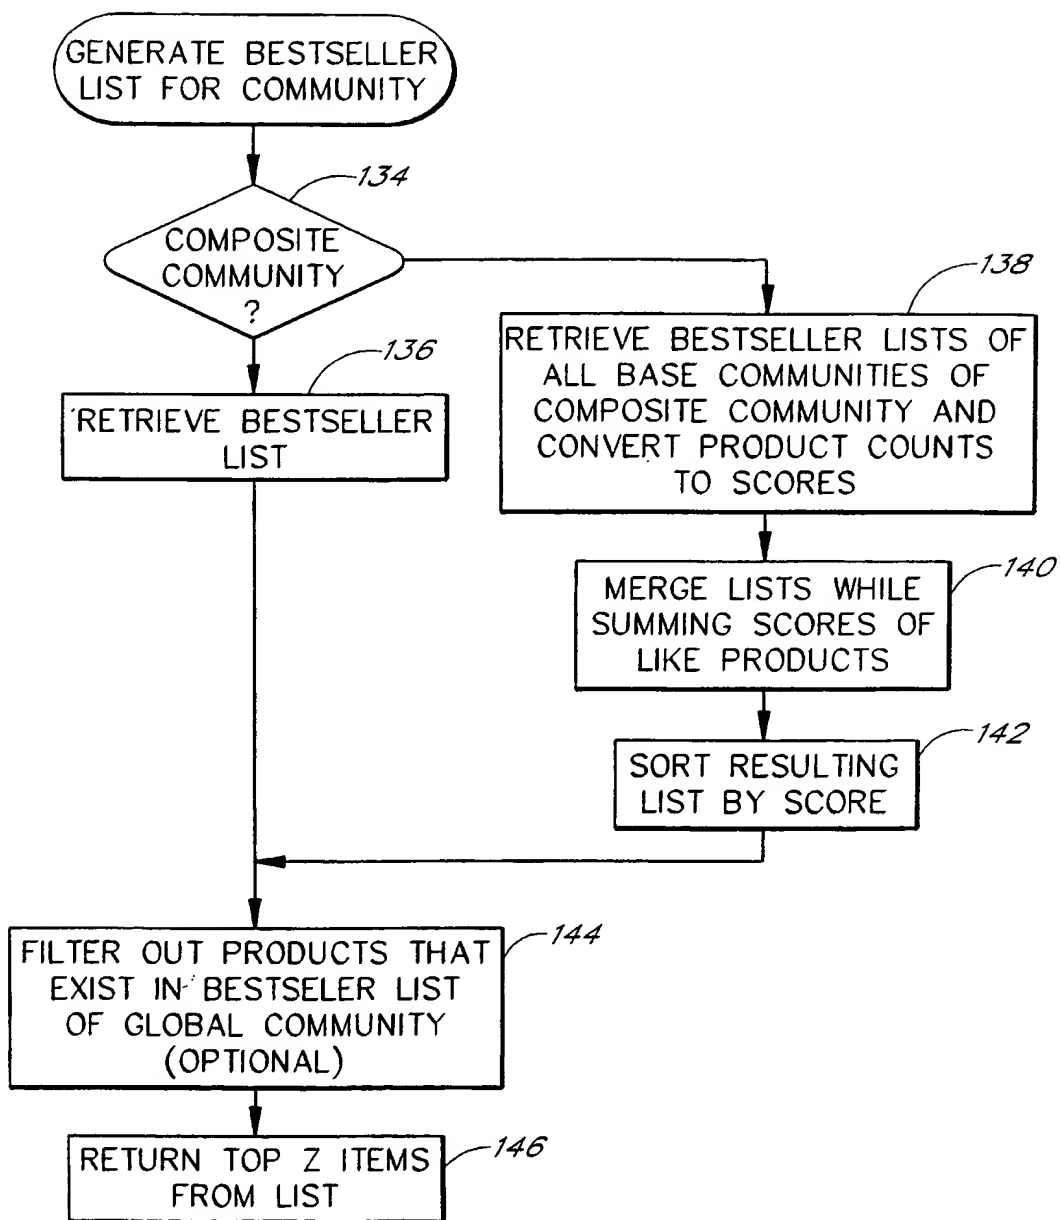 GENERATE BESTSELLER
LIST FOR COMMUNITY
134
COMPOSITE
COMMUNITY
?
136
RETRIEVE BESTSELLER
LIST
138
RETRIEVE BESTSELLER LISTS OF
ALL BASE COMMUNITIES OF
COMPOSITE COMMUNITY AND
CONVERT PRODUCT COUNTS
TO SCORES
140
MERGE LISTS WHILE
SUMMING SCORES OF
LIKE PRODUCTS
142
SORT RESULTING
LIST BY SCORE
144
FILTER OUT PRODUCTS THAT
EXIST IN BESTSELER LIST
OF GLOBAL COMMUNITY
(OPTIONAL)
146
RETURN TOP Z ITEMS
FROM LIST